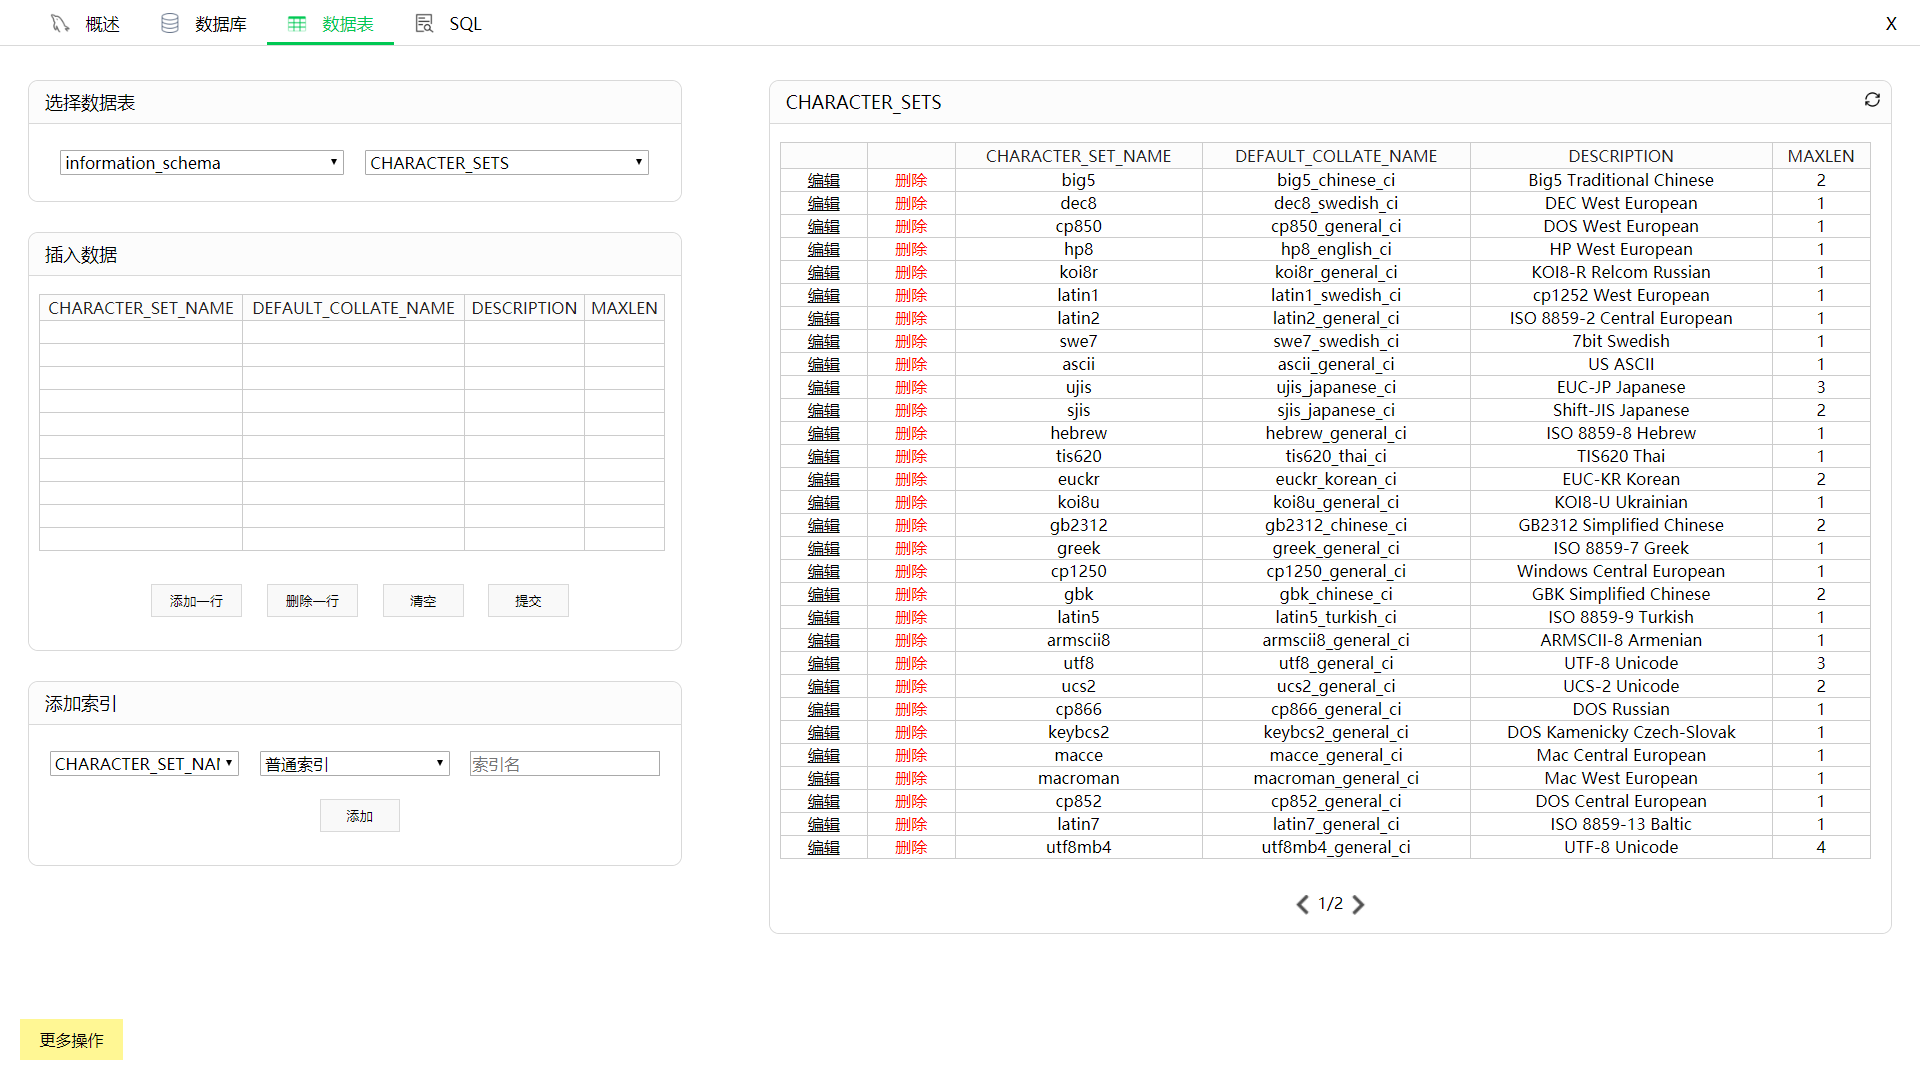 概述 数据库 数据表 SQL X
选择数据表
information_schema CHARACTER_SETS
插入数据
CHARACTER_SET_NAME DEFAULT_COLLATE_NAME DESCRIPTION MAXLEN
添加一行 删除一行 清空 提交
添加索引
CHARACTER_SET_NAM 普通索引 索引名
添加
更多操作
CHARACTER_SETS
CHARACTER_SET_NAME DEFAULT_COLLATE_NAME DESCRIPTION MAXLEN
编辑 删除 big5 big5_chinese_ci Big5 Traditional Chinese 2
编辑 删除 dec8 dec8_swedish_ci DEC West European 1
编辑 删除 cp850 cp850_general_ci DOS West European 1
编辑 删除 hp8 hp8_english_ci HP West European 1
编辑 删除 koi8r koi8r_general_ci KOI8-R Relcom Russian 1
编辑 删除 latin1 latin1_swedish_ci cp1252 West European 1
编辑 删除 latin2 latin2_general_ci ISO 8859-2 Central European 1
编辑 删除 swe7 swe7_swedish_ci 7bit Swedish 1
编辑 删除 ascii ascii_general_ci US ASCII 1
编辑 删除 ujis ujis_japanese_ci EUC-JP Japanese 3
编辑 删除 sjis sjis_japanese_ci Shift-JIS Japanese 2
编辑 删除 hebrew hebrew_general_ci ISO 8859-8 Hebrew 1
编辑 删除 tis620 tis620_thai_ci TIS620 Thai 1
编辑 删除 euckr euckr_korean_ci EUC-KR Korean 2
编辑 删除 koi8u koi8u_general_ci KOI8-U Ukrainian 1
编辑 删除 gb2312 gb2312_chinese_ci GB2312 Simplified Chinese 2
编辑 删除 greek greek_general_ci ISO 8859-7 Greek 1
编辑 删除 cp1250 cp1250_general_ci Windows Central European 1
编辑 删除 gbk gbk_chinese_ci GBK Simplified Chinese 2
编辑 删除 latin5 latin5_turkish_ci ISO 8859-9 Turkish 1
编辑 删除 armscii8 armscii8_general_ci ARMSCII-8 Armenian 1
编辑 删除 utf8 utf8_general_ci UTF-8 Unicode 3
编辑 删除 ucs2 ucs2_general_ci UCS-2 Unicode 2
编辑 删除 cp866 cp866_general_ci DOS Russian 1
编辑 删除 keybcs2 keybcs2_general_ci DOS Kamenicky Czech-Slovak 1
编辑 删除 macce macce_general_ci Mac Central European 1
编辑 删除 macroman macroman_general_ci Mac West European 1
编辑 删除 cp852 cp852_general_ci DOS Central European 1
编辑 删除 latin7 latin7_general_ci ISO 8859-13 Baltic 1
编辑 删除 utf8mb4 utf8mb4_general_ci UTF-8 Unicode 4
1/2